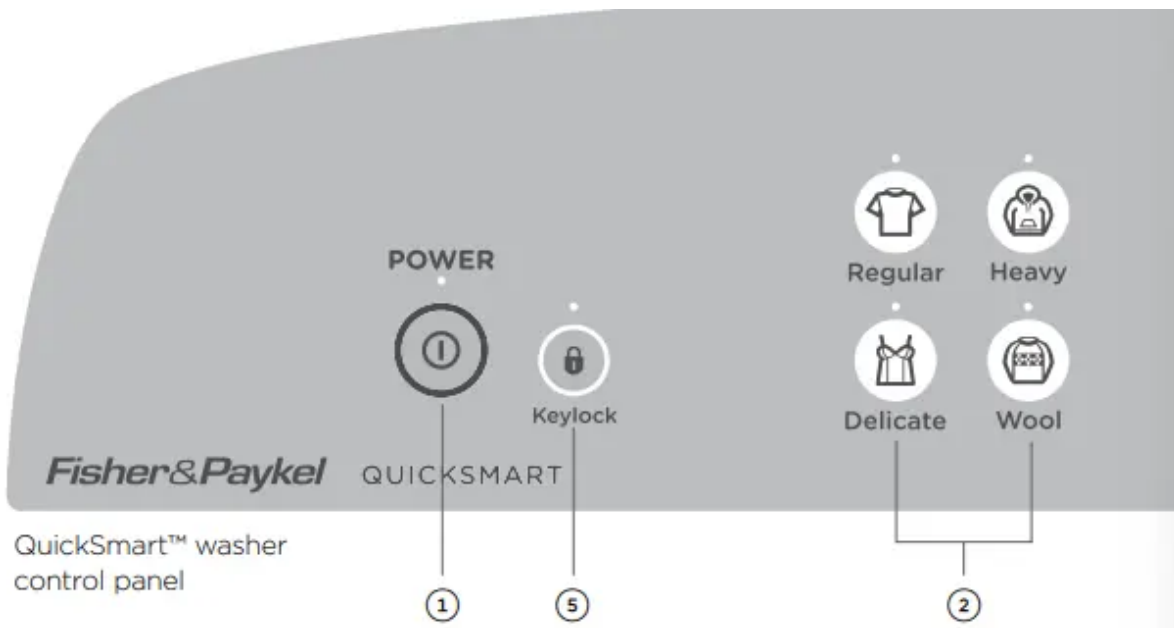 POWER
Regular Heavy
Keylock
Delicate Wool
Fisher&Paykel QUICKSMART
QuickSmart™ washer
control panel
1 5 2